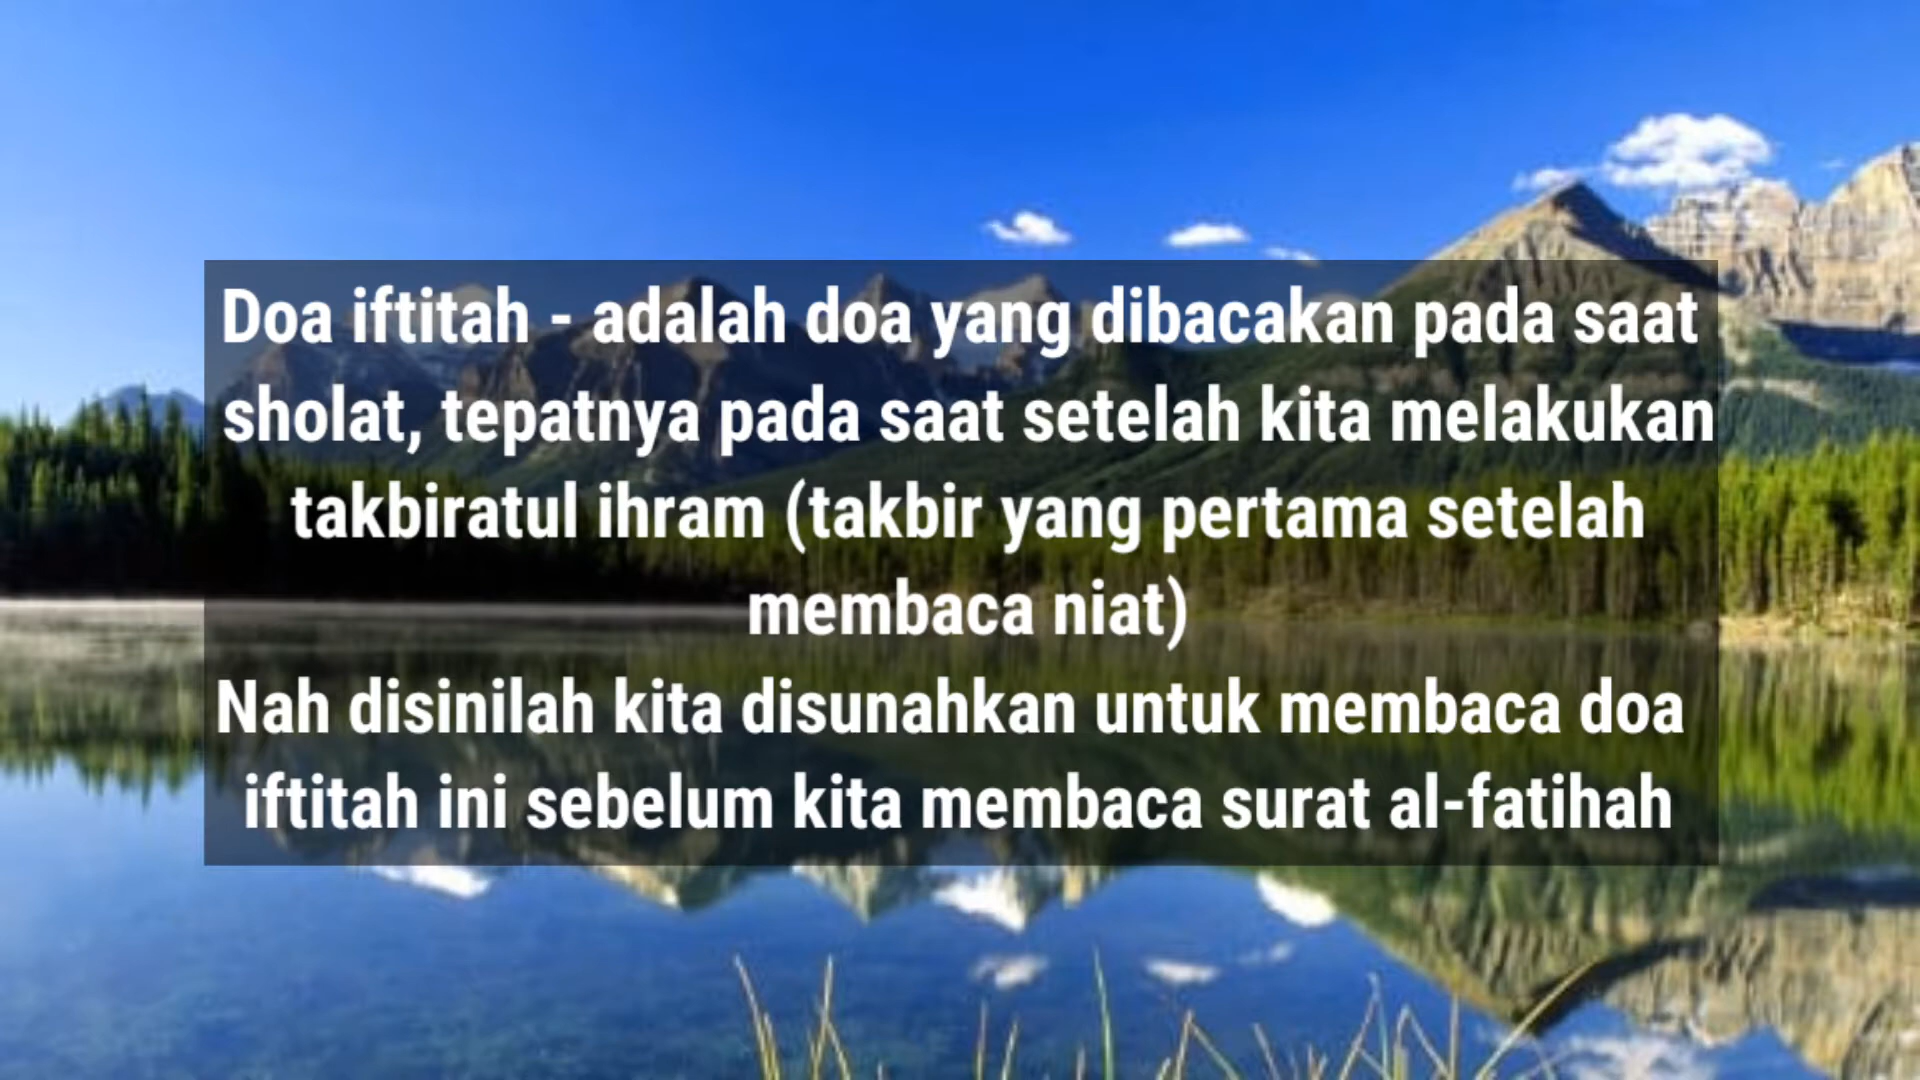 Doa iftitah - adalah doa yang dibacakan pada saat
sholat, tepatnya pada saat setelah kita melakukan
takbiratul ihram (takbir yang pertama setelah
membaca niat)
Nah disinilah kita disunahkan untuk membaca doa
iftitah ini sebelum kita membaca surat al-fatihah